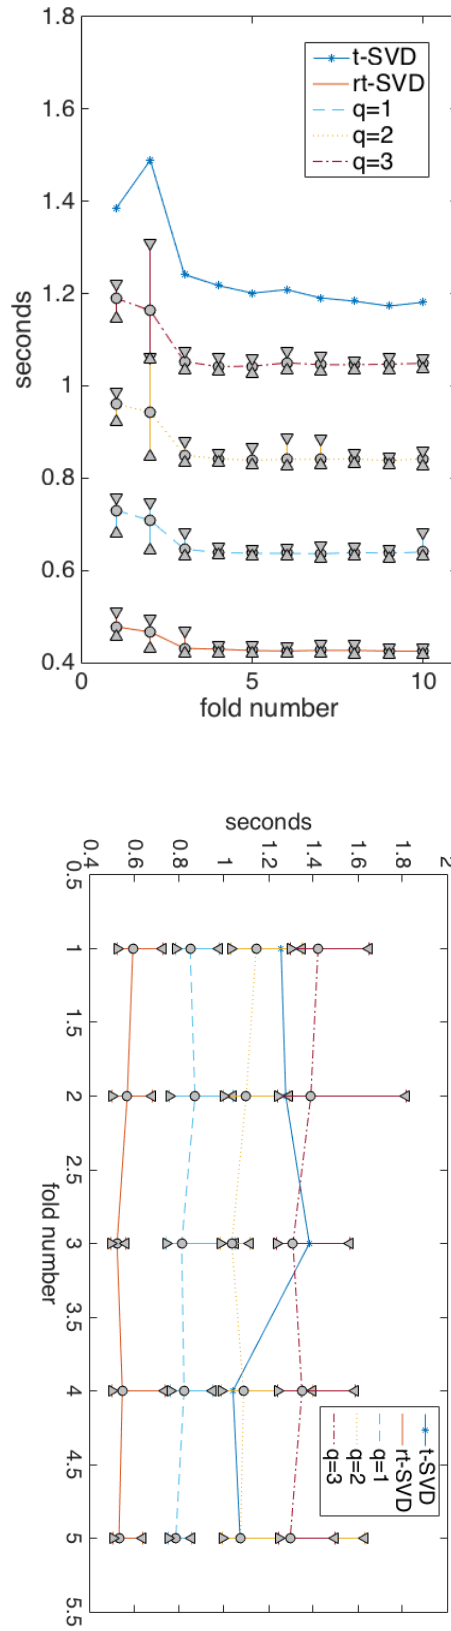 1.8
1.6
1.4
1.2
1
0.8
0.6
0.4
seconds
t-SVD
rt-SVD
q=1
q=2
q=3
0
5
10
fold number
seconds
0.4
0.6
0.8
1
1.2
1.4
1.6
1.8
2
0.5
1
1.5
2
2.5
3
3.5
4
4.5
5
5.5
fold number
t-SVD
rt-SVD
q=1
q=2
q=3